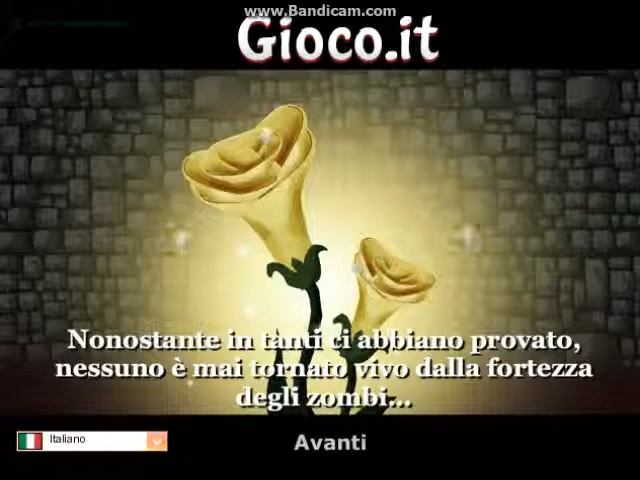 www.Bandicam.com
Gioco.it
Nonostante in tanti ci abbiano provato,
nessuno è mai tornato vivo dalla fortezza
degli zombi...
Italiano
Avanti